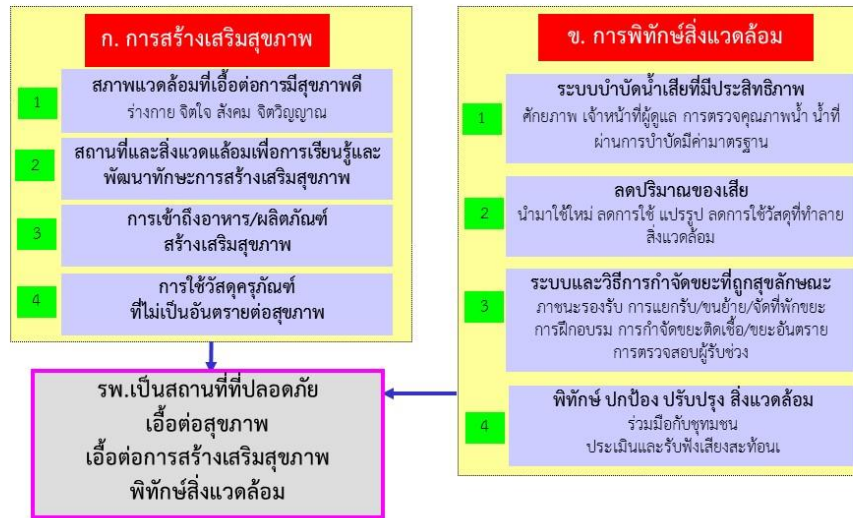 ก. การสร้างเสริมสุขภาพ
1
สภาพแวดล้อมที่เอื้อต่อการมีสุขภาพดี
ร่างกาย จิตใจ สังคม จิตวิญญาณ
2
สถานที่และสิ่งแวดแล้อมเพื่อการเรียนรู้และ
พัฒนาทักษะการสร้างเสริมสุขภาพ
3
การเข้าถึงอาหาร/ผลิตภัณฑ์
สร้างเสริมสุขภาพ
4
การใช้วัสดุครุภัณฑ์
ที่ไม่เป็นอันตรายต่อสุขภาพ
ข. การพิทักษ์สิ่งแวดล้อม
1
ระบบบำบัดน้ำเสียที่มีประสิทธิภาพ
ศักยภาพ เจ้าหน้าที่ผู้ดูแล การตรวจคุณภาพน้ำ น้ำที่
ผ่านการบำบัดมีค่ามาตรฐาน
2
ลดปริมาณของเสีย
นำมาใช้ใหม่ ลดการใช้ แปรรูป ลดการใช้วัสดุที่ทำลาย
สิ่งแวดล้อม
3
ระบบและวิธีการกำจัดขยะที่ถูกสุขลักษณะ
ภาชนะรองรับ การแยกรับ/ขนย้าย/จัดที่พักขยะ
การฝึกอบรม การกำจัดขยะติดเชื้อ/ขยะอันตราย
การตรวจสอบผู้รับช่วง
4
พิทักษ์ ปกป้อง ปรับปรุง สิ่งแวดล้อม
ร่วมมือกับชุทมชน
ประเมินและรับฟังเสียงสะท้อนเ
รพ.เป็นสถานที่ที่ปลอดภัย
เอื้อต่อสุขภาพ
เอื้อต่อการสร้างเสริมสุขภาพ
พิทักษ์สิ่งแวดล้อม